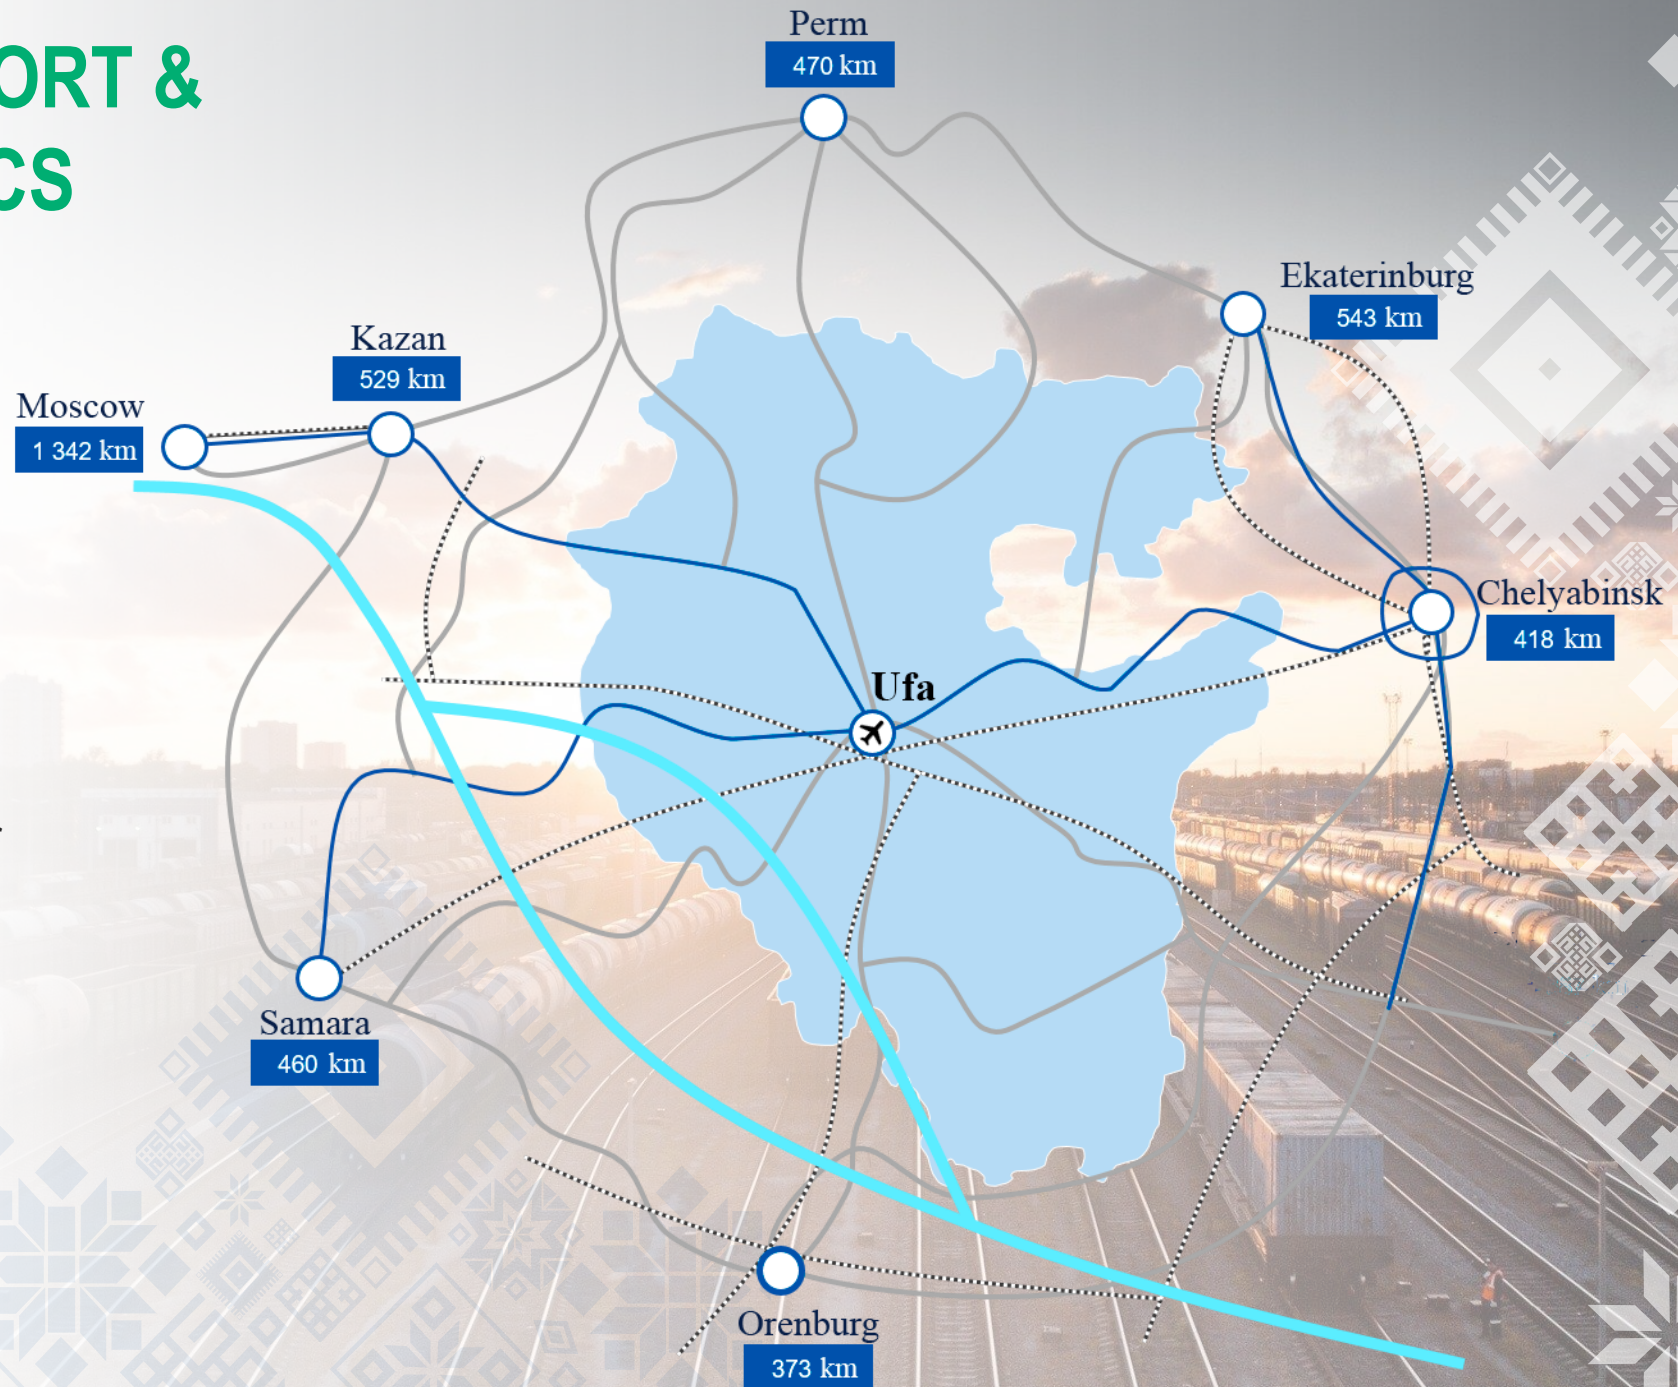 ORT &
CS
Perm
470 km
Ekaterinburg
543 km
Kazan
529 km
Moscow
1 342 km
Chelyabinsk
418 km
Ufa
Samara
460 km
Orenburg
373 km